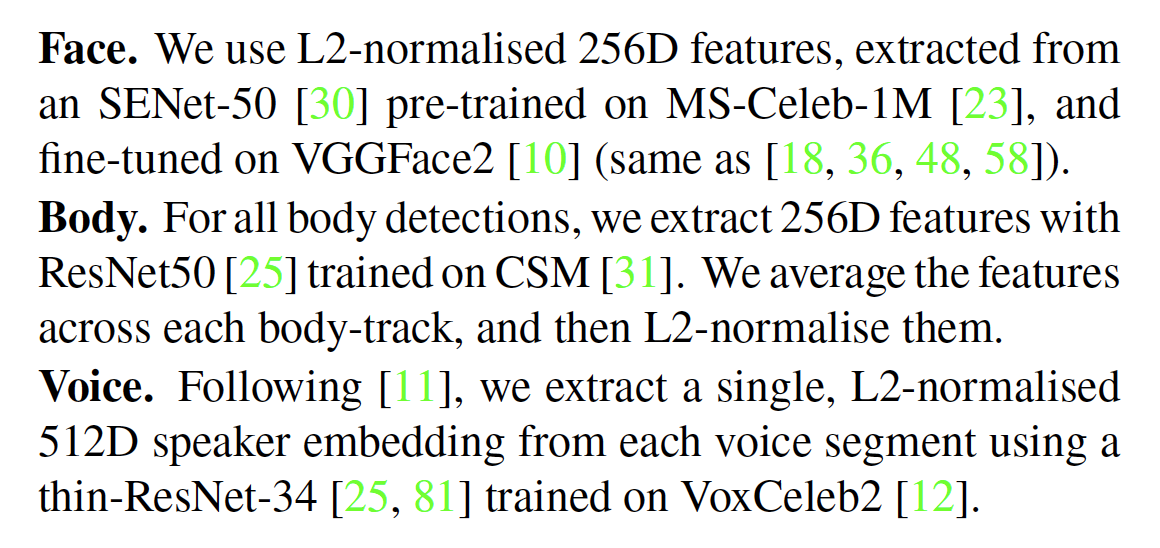 Face. We use L2-normalised 256D features, extracted from
an SENet-50 [30] pre-trained on MS-Celeb-1M [23], and
fine-tuned on VGGFace2 [10] (same as [18, 36, 48, 58]).
Body. For all body detections, we extract 256D features with
ResNet50 [25] trained on CSM [31]. We average the features
across each body-track, and then L2-normalise them.
Voice. Following [11], we extract a single, L2-normalised
512D speaker embedding from each voice segment using a
thin-ResNet-34 [25, 81] trained on VoxCeleb2 [12].